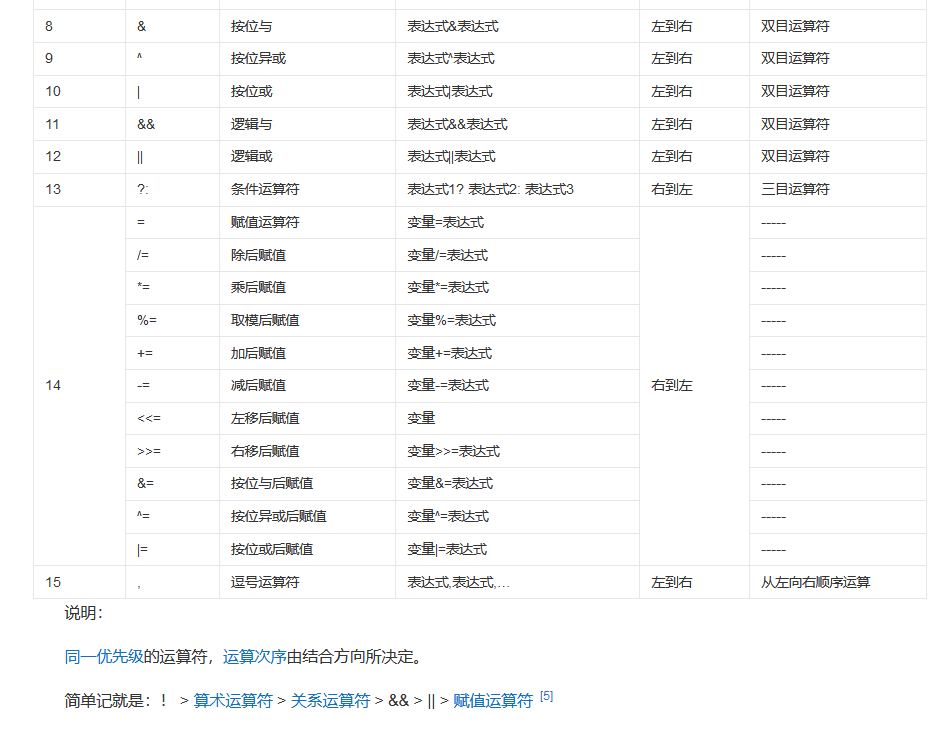 8 & 按位与 表达式&表达式 左到右 双目运算符
9 ^ 按位异或 表达式^表达式 左到右 双目运算符
10 | 按位或 表达式|表达式 左到右 双目运算符
11 && 逻辑与 表达式&&表达式 左到右 双目运算符
12 || 逻辑或 表达式||表达式 左到右 双目运算符
13 ?: 条件运算符 表达式1? 表达式2: 表达式3 右到左 三目运算符
= 赋值运算符 变量=表达式 -----
/= 除后赋值 变量/=表达式 -----
*= 乘后赋值 变量*=表达式 -----
%= 取模后赋值 变量%=表达式 -----
+= 加后赋值 变量+=表达式 -----
14 -= 减后赋值 变量-=表达式 右到左 -----
<<= 左移后赋值 变量 -----
>>= 右移后赋值 变量>>=表达式 -----
&= 按位与后赋值 变量&=表达式 -----
^= 按位异或后赋值 变量^=表达式 -----
|= 按位或后赋值 变量|=表达式 -----
15 , 逗号运算符 表达式,表达式,… 左到右 从左向右顺序运算
说明：
同一优先级的运算符，运算次序由结合方向所决定。
简单记就是：！ > 算术运算符 > 关系运算符 > && > || > 赋值运算符 [5]